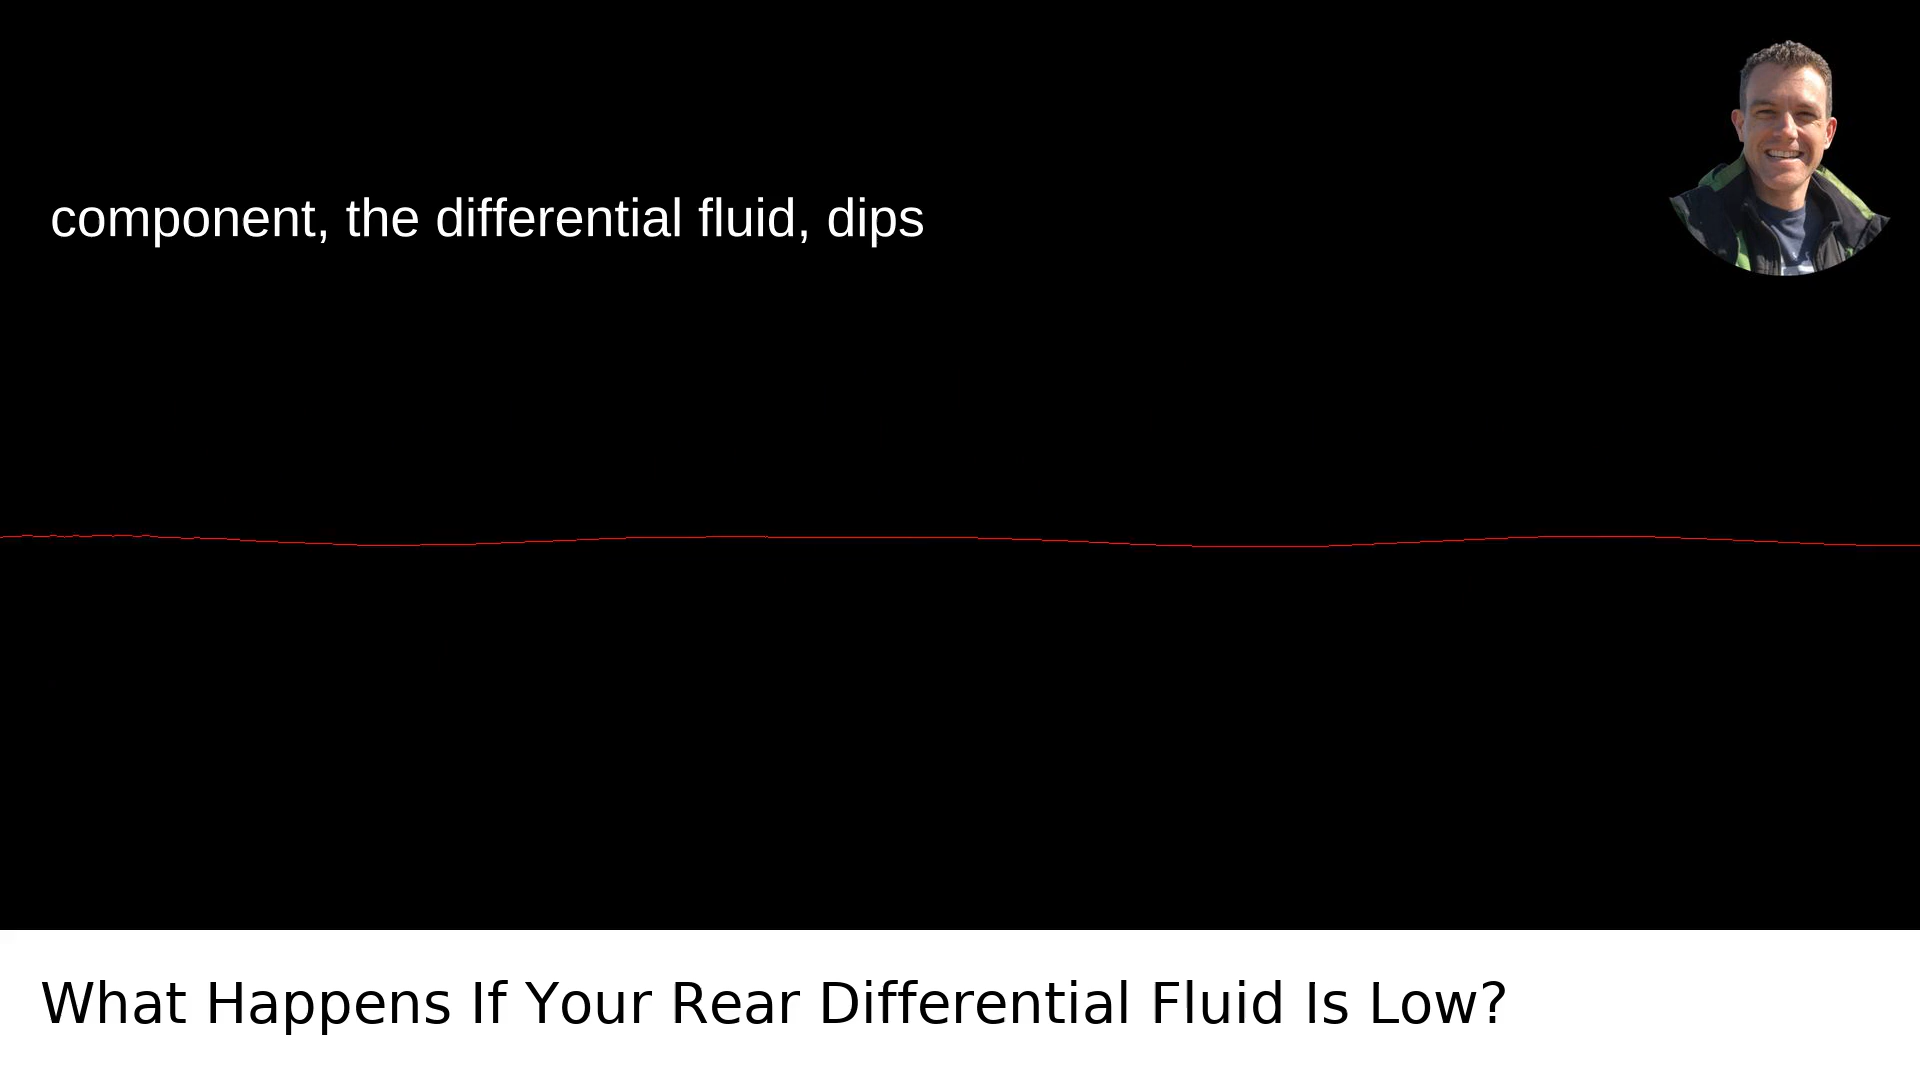 component, the differential fluid, dips
What Happens If Your Rear Differential Fluid Is Low?